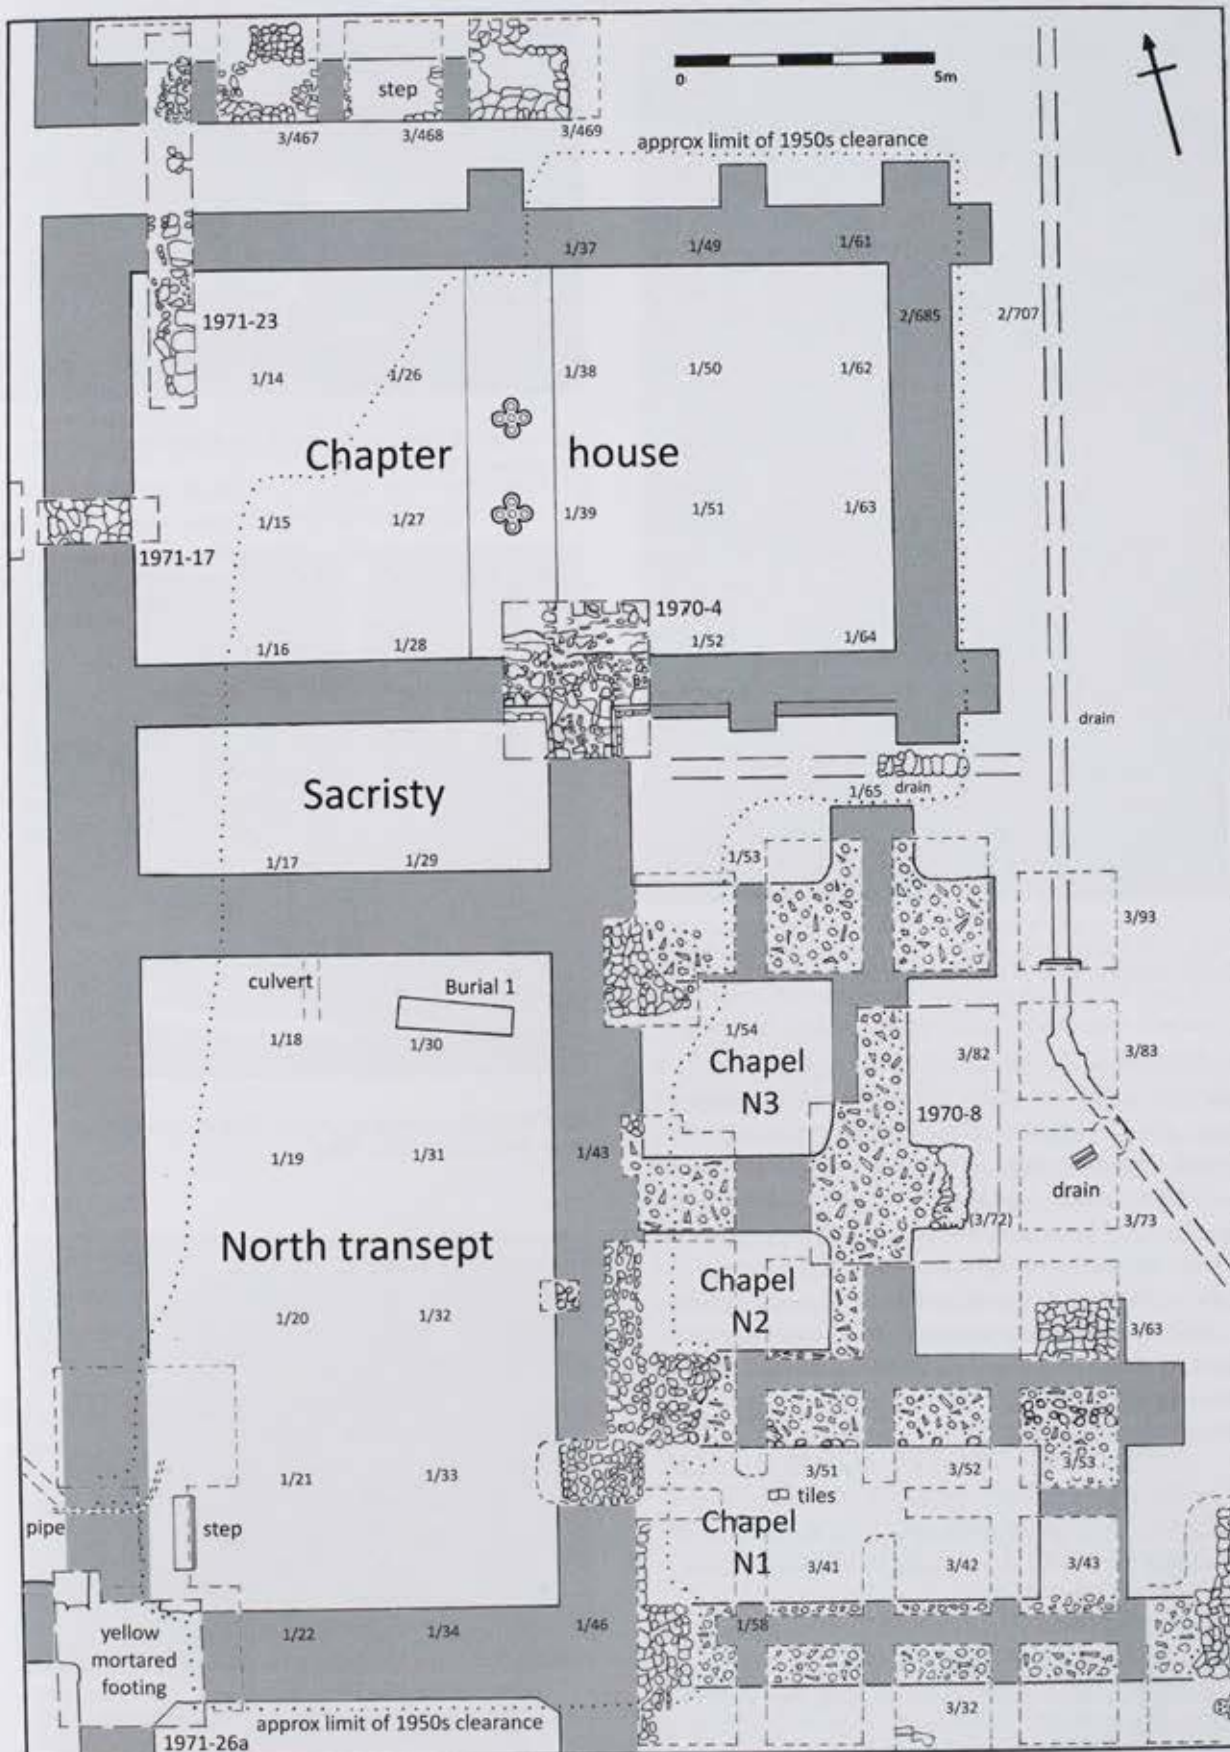 0
5m
step
3/467
3/468
3/469
approx limit of 1950s clearance
1/37
1/49
1/61
2/685
2/707
1971-23
1/14
1/26
1/38
1/50
1/62
Chapter house
1/15
1/27
1/39
1/51
1/63
1971-17
1970-4
1/16
1/28
1/52
1/64
drain
Sacristy
drain
1/65
1/17
1/29
1/53
3/93
culvert
Burial 1
1/18
1/30
1/54
3/82
3/83
Chapel
N3
1970-8
1/19
1/31
1/43
drain
(3/72)
3/73
North transept
Chapel
N2
1/20
1/32
3/63
1/21
1/33
3/51
3/52
3/53
tiles
pipe
step
Chapel
N1
3/41
3/42
3/43
1/22
1/34
1/46
1/58
yellow
mortared
footing
3/32
approx limit of 1950s clearance
1971-26a